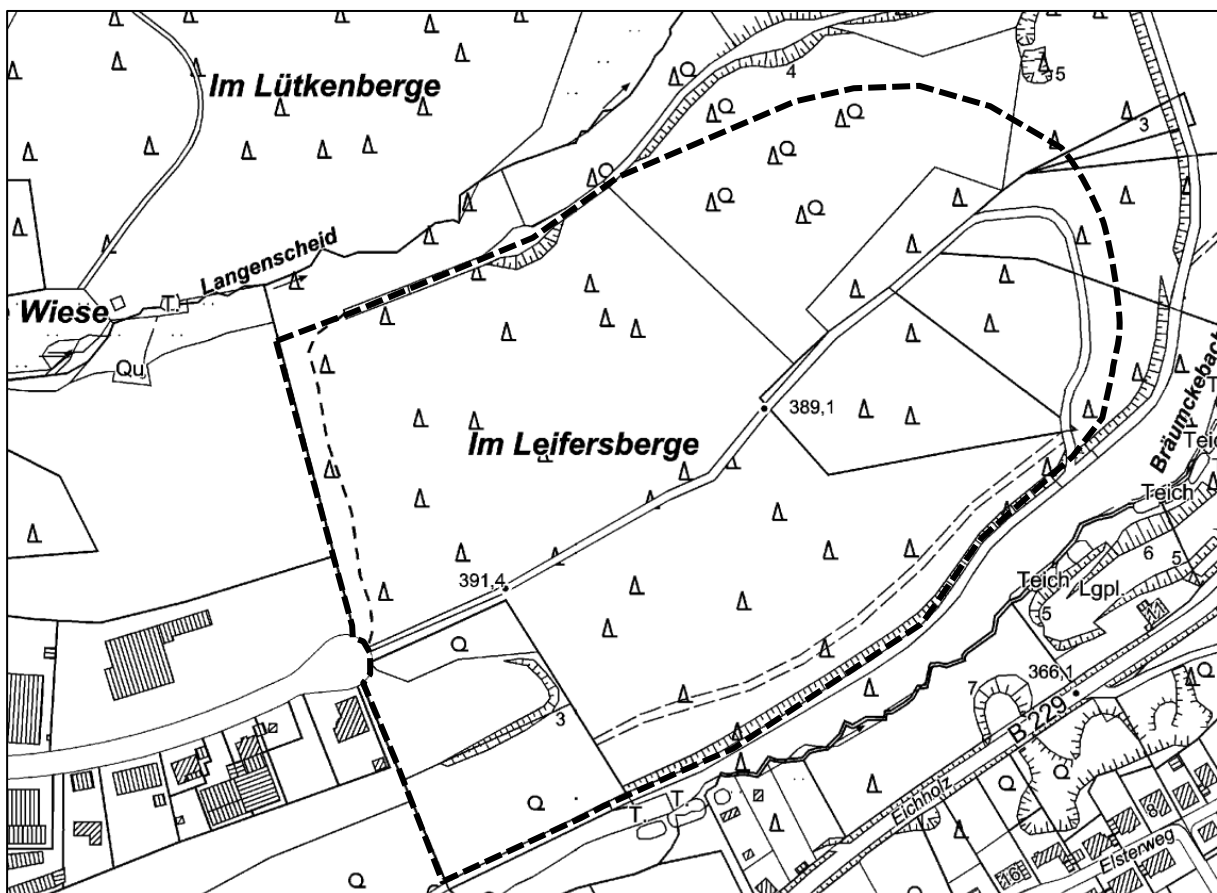 4
Q
5
Im Lütkenberge
Q
Q
3
Q
Q
Q
Q
Langenscheid
Wiese
T.
Qu
389,1
Im Leifersberge
Bräumckebach
Teich
Teich
6
5
391,4
Teich
Lgpl.
5
Q
366,1
Q
7
3
B 229
Q
Q
Q
Q
T.
T.
Eichholz
8
Elsterweg
16
Q